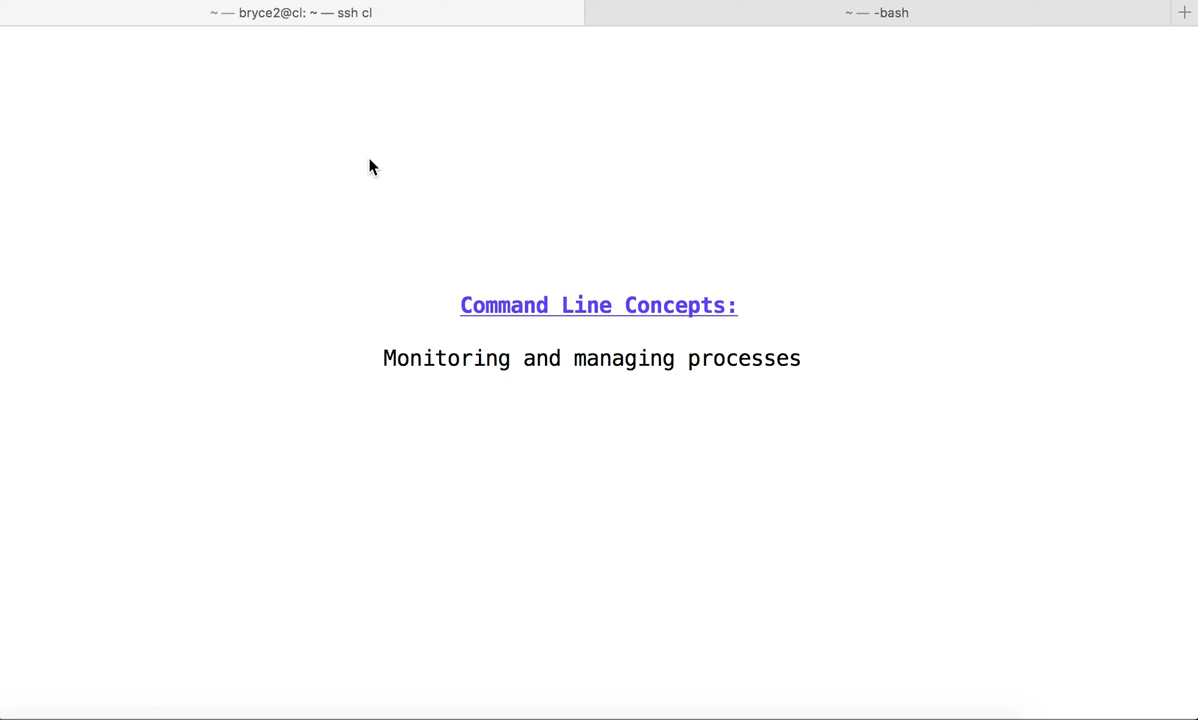 ~ — bryce2@cl: ~ — ssh cl
~ — -bash
Command Line Concepts:
Monitoring and managing processes